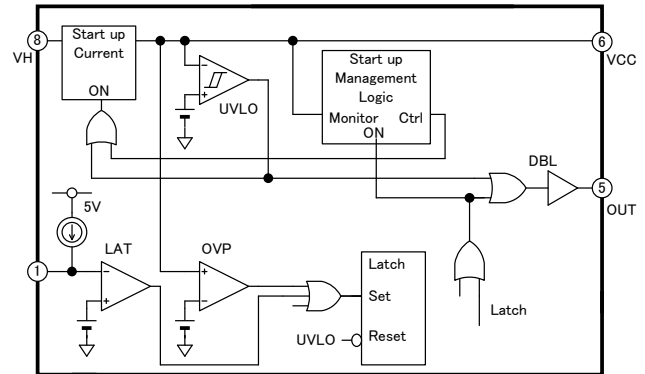 8
VH
Start up
Current
ON
UVLO
Start up
Management
Logic
Monitor Ctrl
ON
6
VCC
DBL
5
OUT
5V
1
LAT
OVP
Latch
Set
UVLO
Reset
Latch